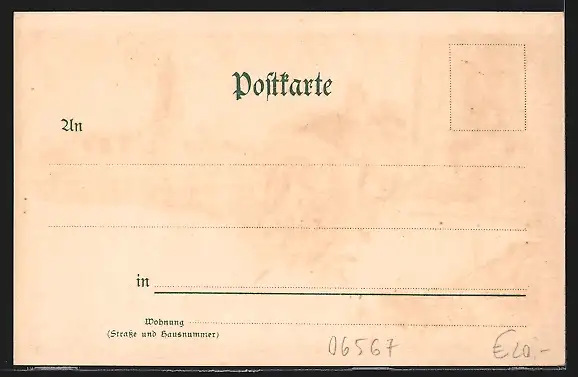 Poſtkarte
An
in
Wohnung
(Straße und Hausnummer)
06567 € 20.-